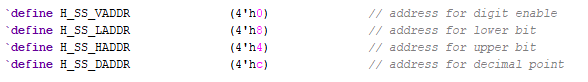 `define H_SS_VADDR (4'h0) // address for digit enable
`define H_SS_LADDR (4'h8) // address for lower bit
`define H_SS_HADDR (4'h4) // address for upper bit
`define H_SS_DADDR (4'hc) // address for decimal point